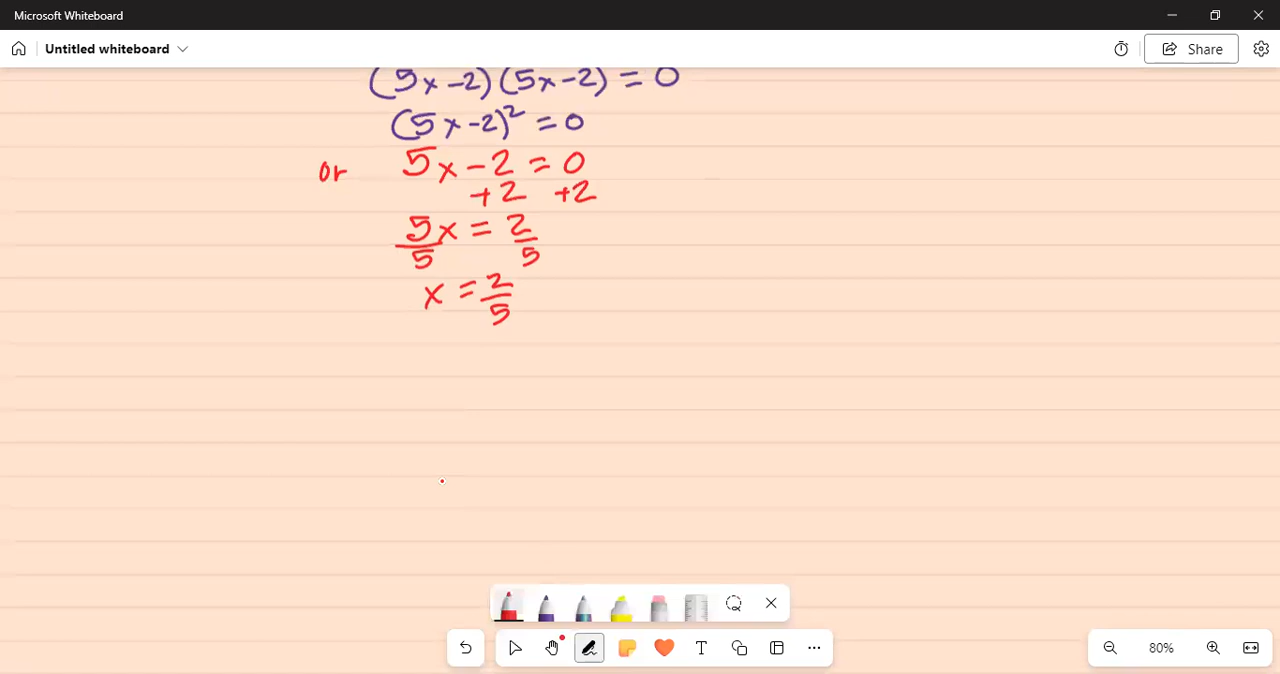 Microsoft Whiteboard
Untitled whiteboard
Share
(5x-2)(5x-2) = 0
(5x-2)² = 0
or 5x - 2 = 0
+2 +2
5x = 2
5 5
x = 2
5
80%